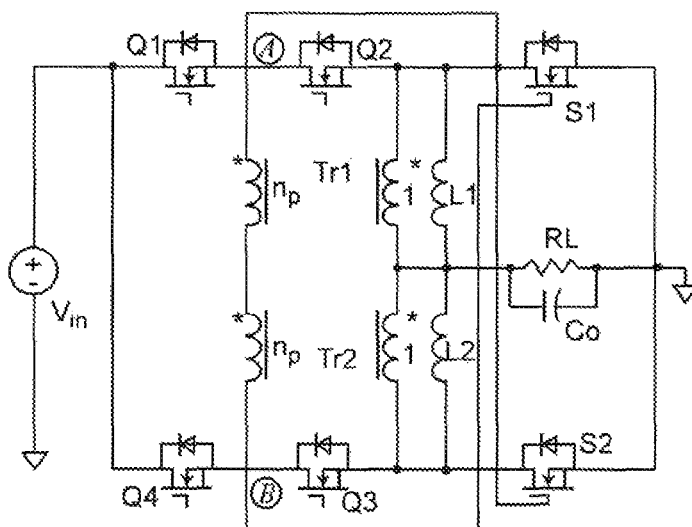 Q1
A
Q2
S1
*
n_p
Tr1
*
1
L1
RL
+
-
V_in
*
n_p
Tr2
*
1
L2
Co
Q4
B
Q3
S2